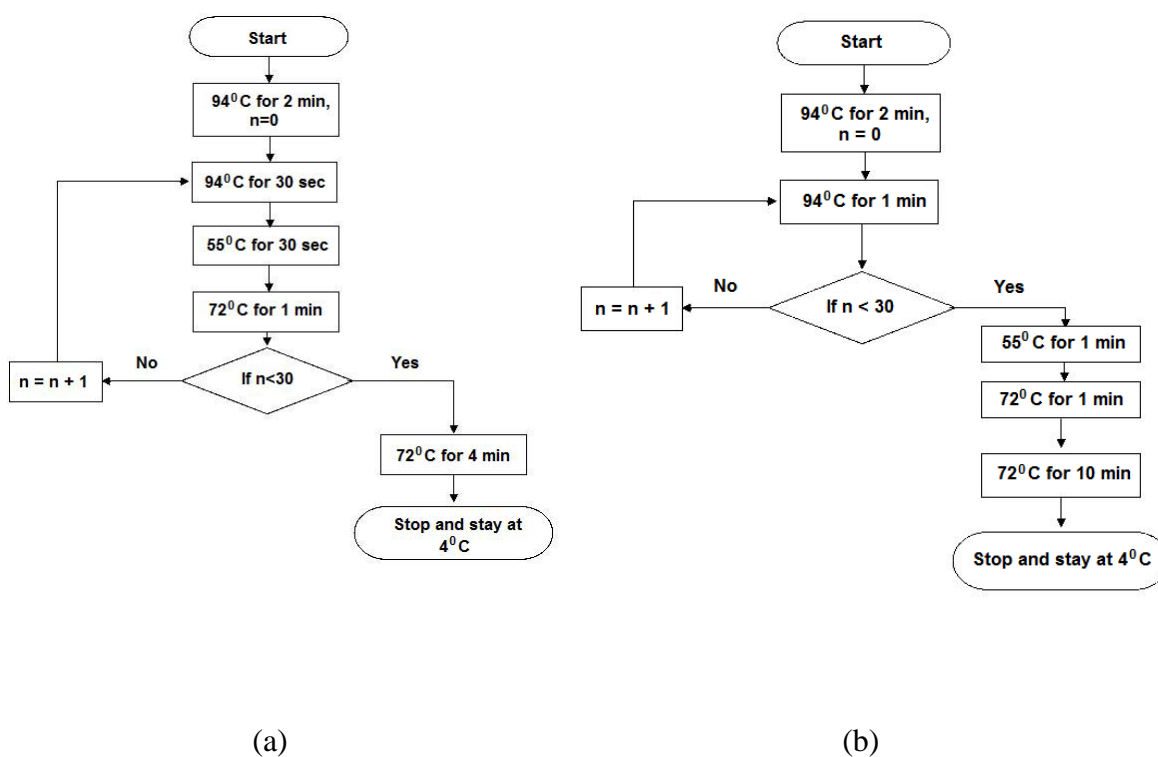 Start
94⁰C for 2 min,
n=0
94⁰C for 30 sec
55⁰C for 30 sec
72⁰C for 1 min
If n<30
No
Yes
n = n + 1
72⁰C for 4 min
Stop and stay at
4⁰C
(a)
Start
94⁰C for 2 min,
n = 0
94⁰C for 1 min
If n < 30
No
Yes
n = n + 1
55⁰C for 1 min
72⁰C for 1 min
72⁰C for 10 min
Stop and stay at 4⁰C
(b)